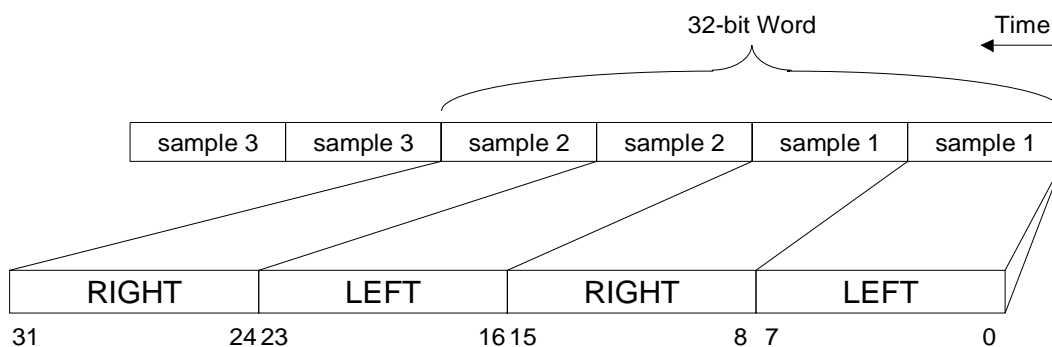 32-bit Word Time
sample 3 sample 3 sample 2 sample 2 sample 1 sample 1
RIGHT LEFT RIGHT LEFT
31 24 23 16 15 8 7 0